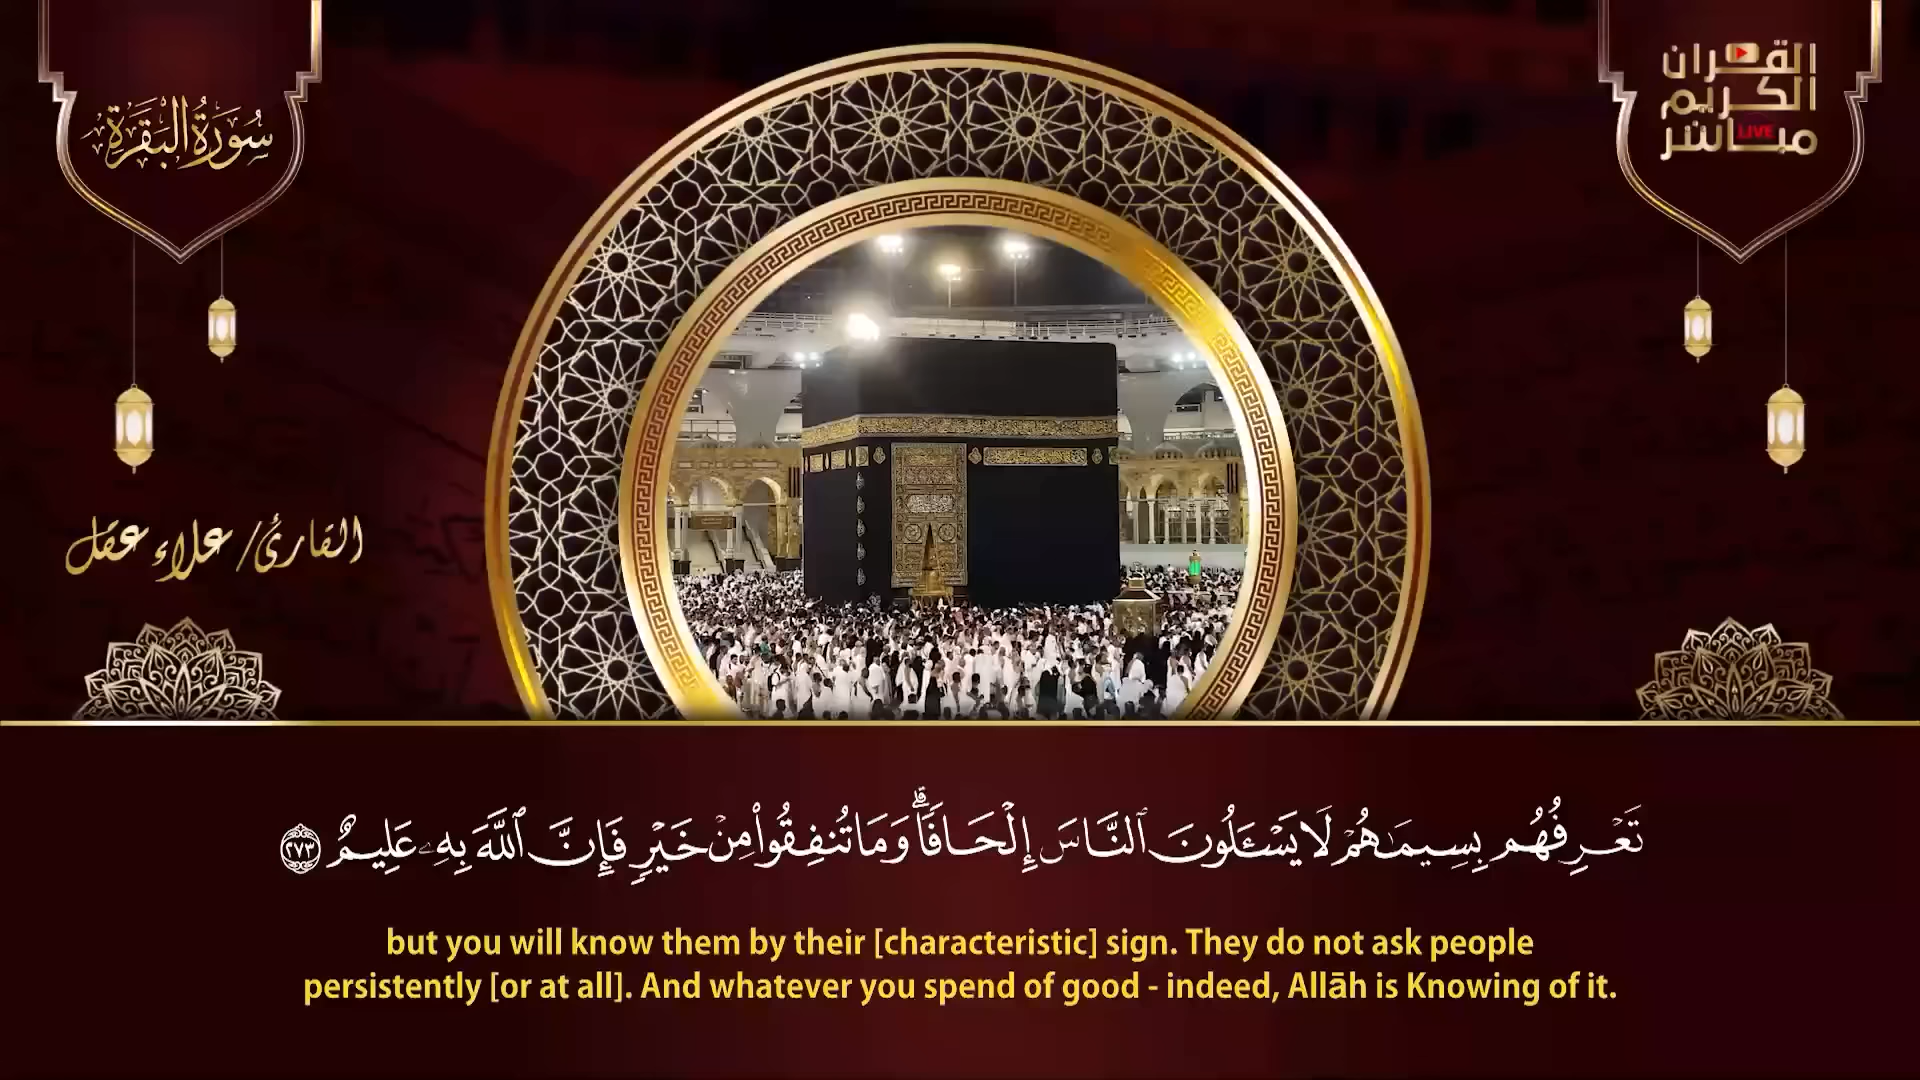 سُورَةُ البَقَرَةِ
القرآن
الكريم
مباشر
LIVE
القارئ/ علاء عقل
تَعْرِفُهُم بِسِيمَٰهُمْ لَا يَسْـَٔلُونَ ٱلنَّاسَ إِلْحَافًا ۗ وَمَا تُنفِقُوا۟ مِنْ خَيْرٍ فَإِنَّ ٱللَّهَ بِهِۦ عَلِيمٌ ٢٧٣
but you will know them by their [characteristic] sign. They do not ask people
persistently [or at all]. And whatever you spend of good - indeed, Allāh is Knowing of it.